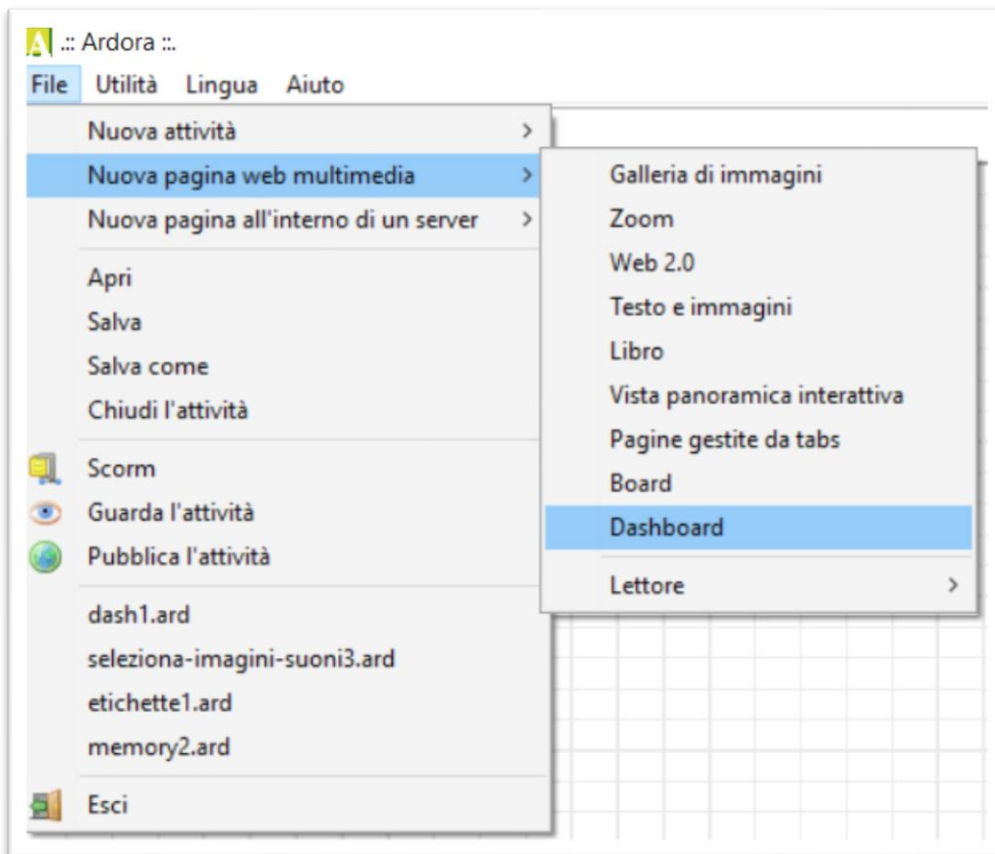 .:: Ardora ::.
File Utilità Lingua Aiuto
Nuova attività
Nuova pagina web multimedia
Nuova pagina all'interno di un server
Apri
Salva
Salva come
Chiudi l'attività
Scorm
Guarda l'attività
Pubblica l'attività
dash1.ard
seleziona-imagini-suoni3.ard
etichette1.ard
memory2.ard
Esci
Galleria di immagini
Zoom
Web 2.0
Testo e immagini
Libro
Vista panoramica interattiva
Pagine gestite da tabs
Board
Dashboard
Lettore